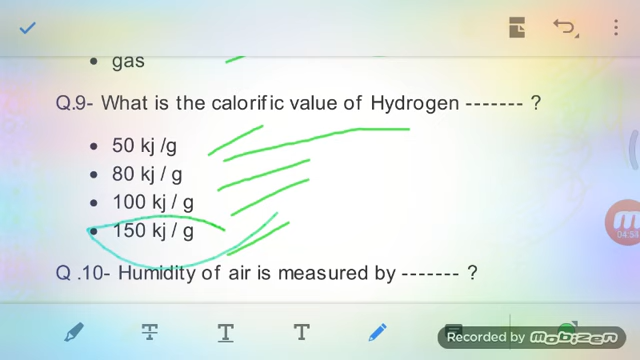 • gas
Q.9- What is the calorific value of Hydrogen ------- ?
• 50 kj /g
• 80 kj / g
• 100 kj / g
• 150 kj / g
Q .10- Humidity of air is measured by ------- ?
T T T
Recorded by mobizen
04:54